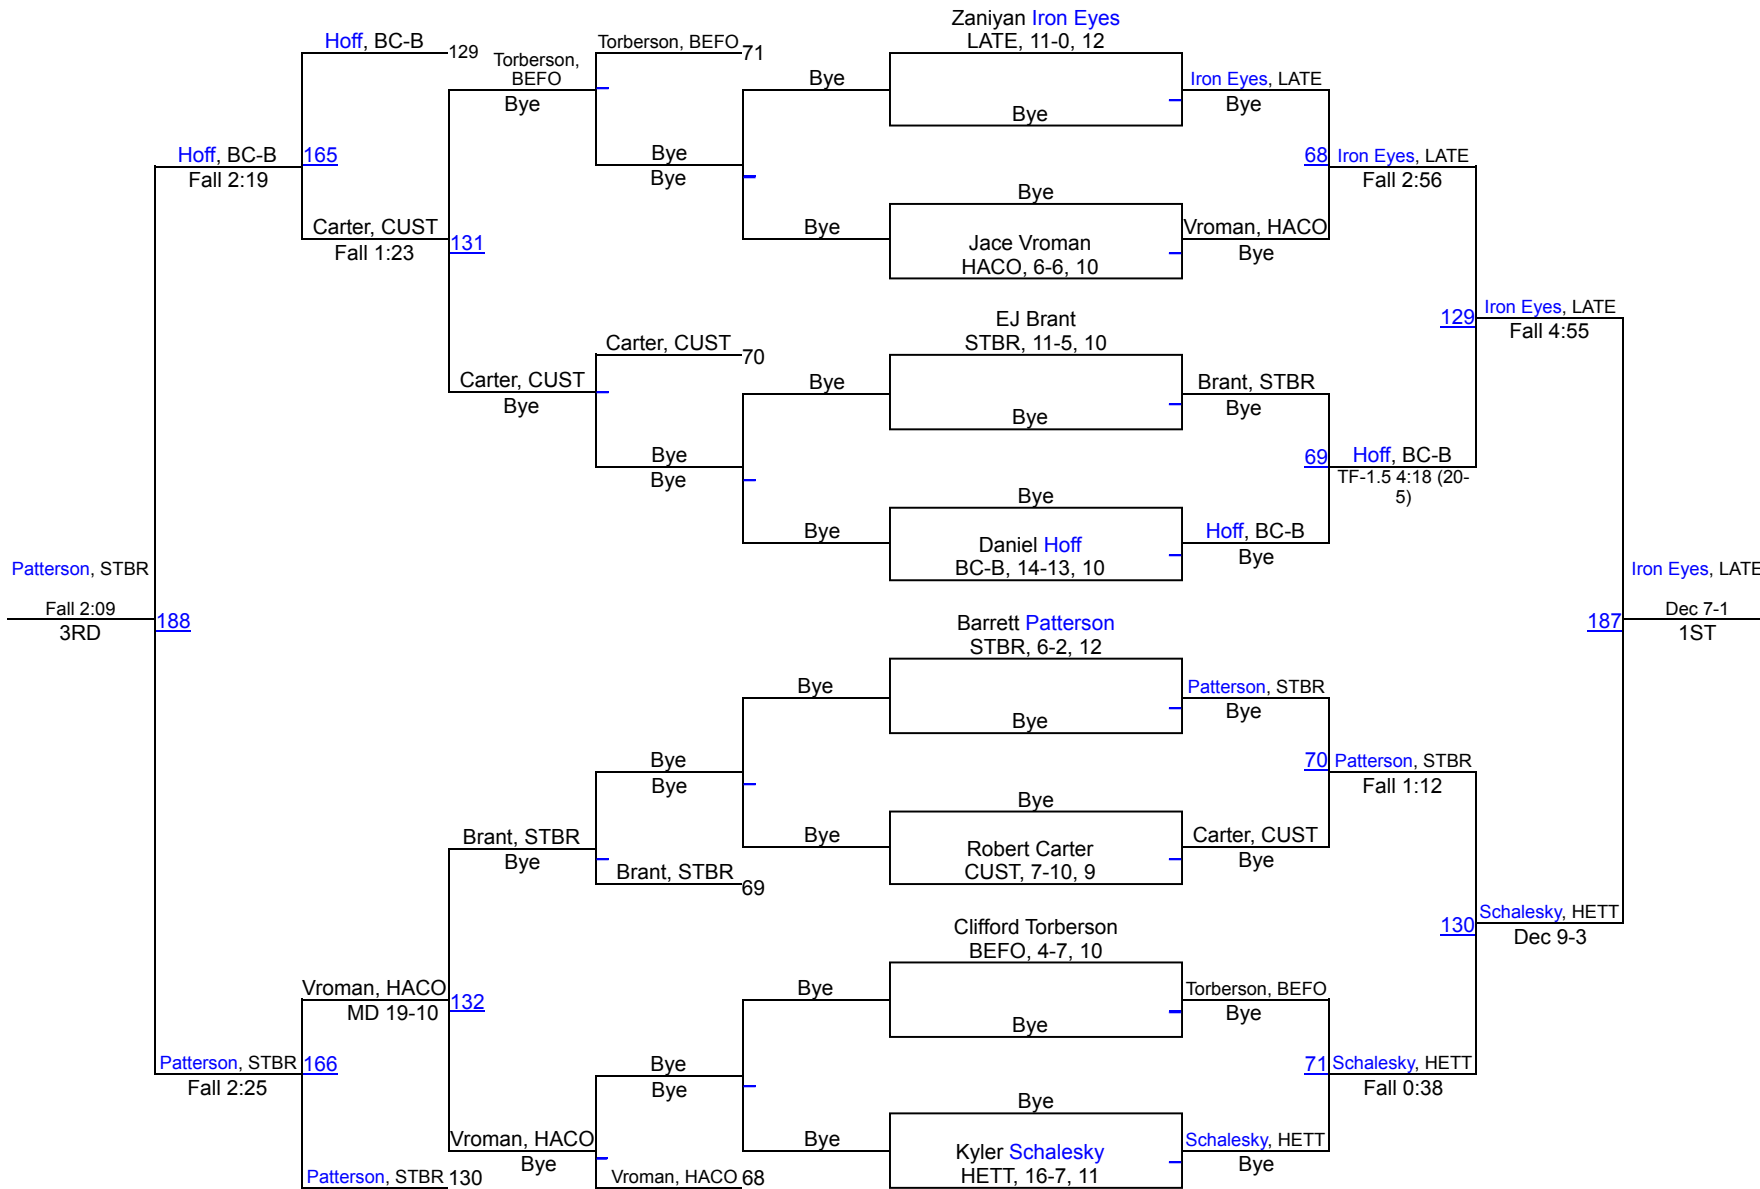 Zaniyan Iron Eyes
LATE, 11-0, 12
Hoff, BC-B
129
Torberson,
BEFO
Bye
Torberson, BEFO
71
Bye
Bye
Iron Eyes, LATE
Bye
Hoff, BC-B
Fall 2:19
165
Bye
Bye
68
Iron Eyes, LATE
Fall 2:56
Carter, CUST
Fall 1:23
131
Bye
Bye
Jace Vroman
HACO, 6-6, 10
Vroman, HACO
Bye
129
Iron Eyes, LATE
Fall 4:55
EJ Brant
STBR, 11-5, 10
Carter, CUST
70
Carter, CUST
Bye
Bye
Bye
Brant, STBR
Bye
Bye
Bye
69
Hoff, BC-B
TF-1.5 4:18 (20-
5)
Bye
Bye
Daniel Hoff
BC-B, 14-13, 10
Hoff, BC-B
Bye
Patterson, STBR
Fall 2:09
3RD
188
187
Iron Eyes, LATE
Dec 7-1
1ST
Barrett Patterson
STBR, 6-2, 12
Bye
Bye
Patterson, STBR
Bye
Bye
Bye
70
Patterson, STBR
Fall 1:12
Brant, STBR
Bye
Brant, STBR
69
Bye
Bye
Robert Carter
CUST, 7-10, 9
Carter, CUST
Bye
130
Schalesky, HETT
Dec 9-3
Clifford Torberson
BEFO, 4-7, 10
Vroman, HACO
MD 19-10
132
Bye
Bye
Torberson, BEFO
Bye
Patterson, STBR
Fall 2:25
166
Bye
Bye
71
Schalesky, HETT
Fall 0:38
Vroman, HACO
Bye
Bye
Bye
Kyler Schalesky
HETT, 16-7, 11
Schalesky, HETT
Bye
Patterson, STBR
130
Vroman, HACO
68